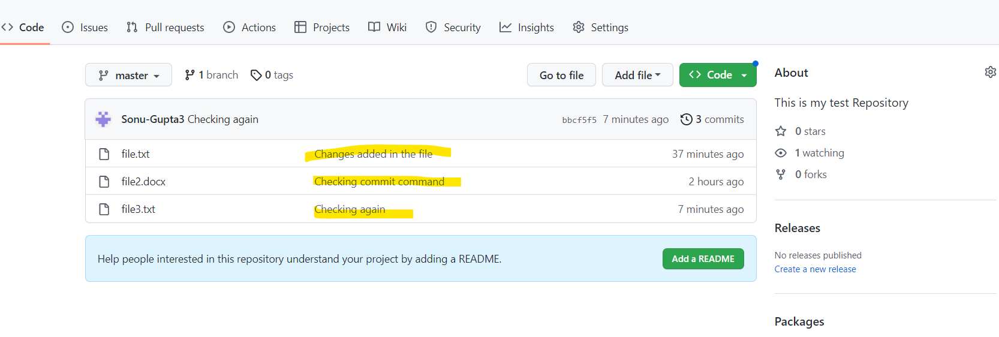 Code Issues Pull requests Actions Projects Wiki Security Insights Settings
master 1 branch 0 tags Go to file Add file Code
Sonu-Gupta3 Checking again bbcf5f5 7 minutes ago 3 commits
file.txt Changes added in the file 37 minutes ago
file2.docx Checking commit command 2 hours ago
file3.txt Checking again 7 minutes ago
Help people interested in this repository understand your project by adding a README. Add a README
About
This is my test Repository
0 stars
1 watching
0 forks
Releases
No releases published
Create a new release
Packages